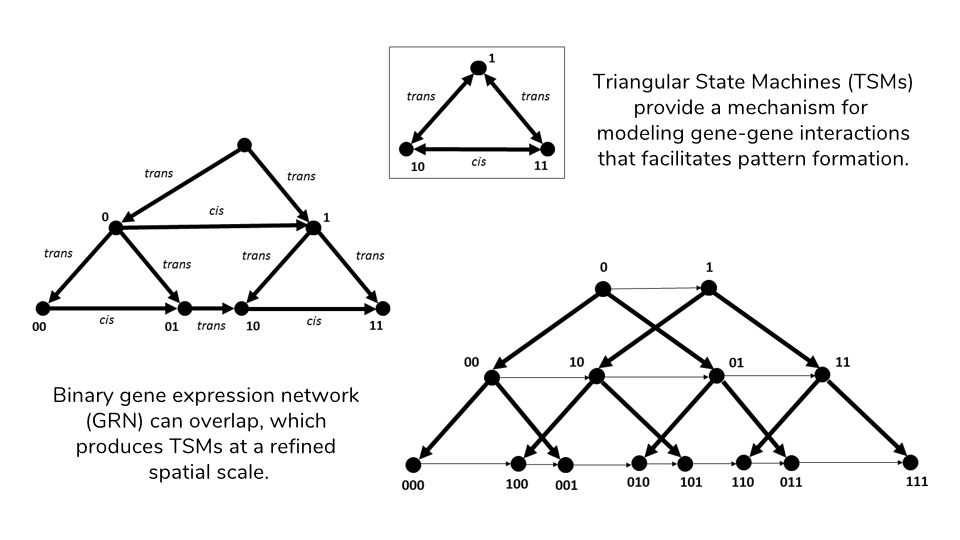 1
trans
trans
10
cis
11
Triangular State Machines (TSMs)
provide a mechanism for
modeling gene-gene interactions
that facilitates pattern formation.
trans
trans
0
cis
1
trans
trans
trans
trans
00
cis
01
trans
10
cis
11
Binary gene expression network
(GRN) can overlap, which
produces TSMs at a refined
spatial scale.
0
1
00
10
01
11
000
100
001
010
101
110
011
111